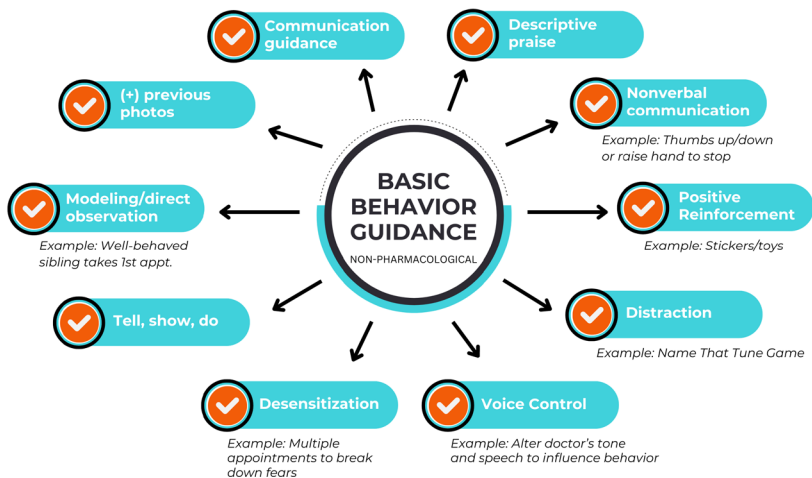 Communication
guidance
Descriptive
praise
(+) previous
photos
Nonverbal
communication
Example: Thumbs up/down
or raise hand to stop
BASIC
BEHAVIOR
GUIDANCE
NON-PHARMACOLOGICAL
Modeling/direct
observation
Example: Well-behaved
sibling takes 1st appt.
Positive
Reinforcement
Example: Stickers/toys
Tell, show, do
Distraction
Example: Name That Tune Game
Desensitization
Example: Multiple
appointments to break
down fears
Voice Control
Example: Alter doctor's tone
and speech to influence behavior